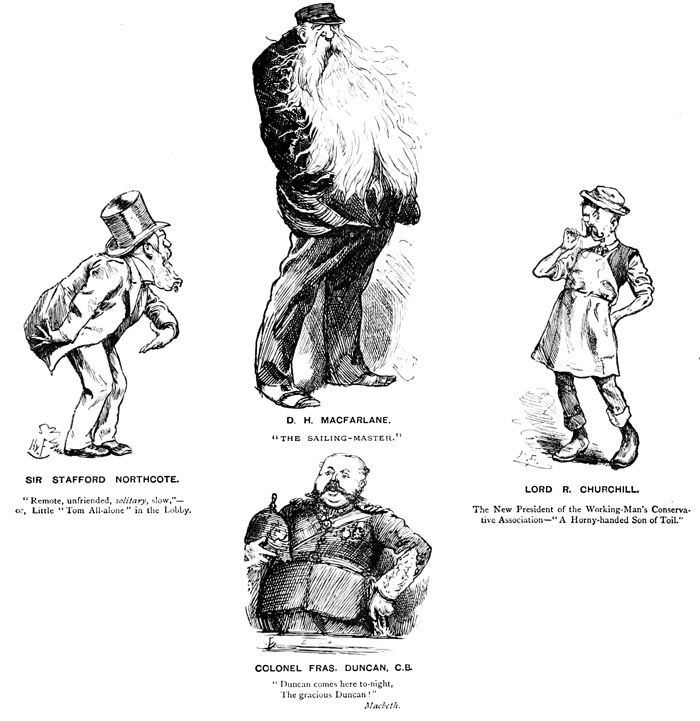 D. H. MACFARLANE.
"THE SAILING-MASTER."
SIR STAFFORD NORTHCOTE.
"Remote, unfriended, solitary, slow,"—
or, Little "Tom All-alone" in the Lobby.
LORD R. CHURCHILL.
The New President of the Working-Man's Conserva-
tive Association—"A Horny-handed Son of Toil."
COLONEL FRAS. DUNCAN, C.B.
"Duncan comes here to-night,
The gracious Duncan!"
Macbeth.